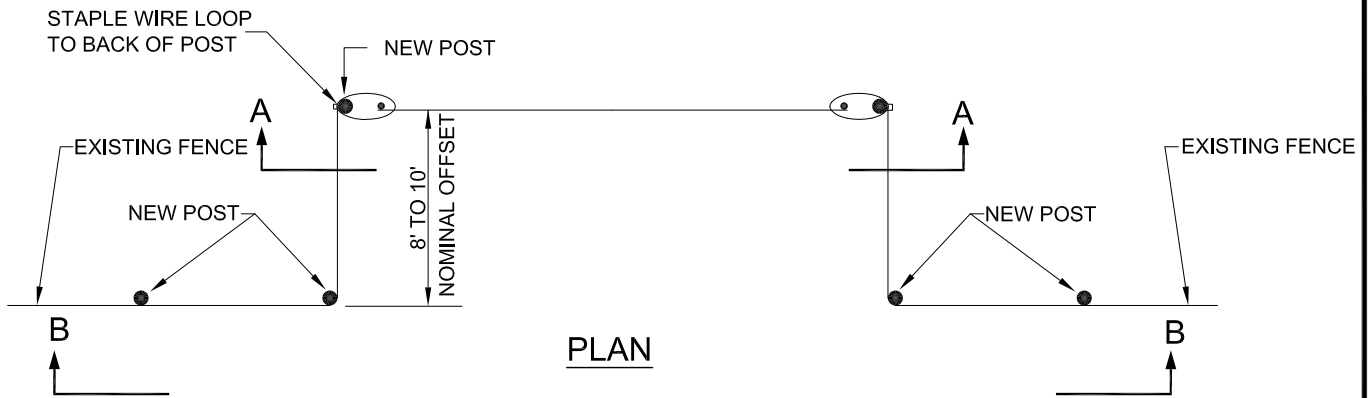 STAPLE WIRE LOOP
TO BACK OF POST
NEW POST
A
A
EXISTING FENCE
EXISTING FENCE
8' TO 10'
NOMINAL OFFSET
NEW POST
NEW POST
B
B
PLAN